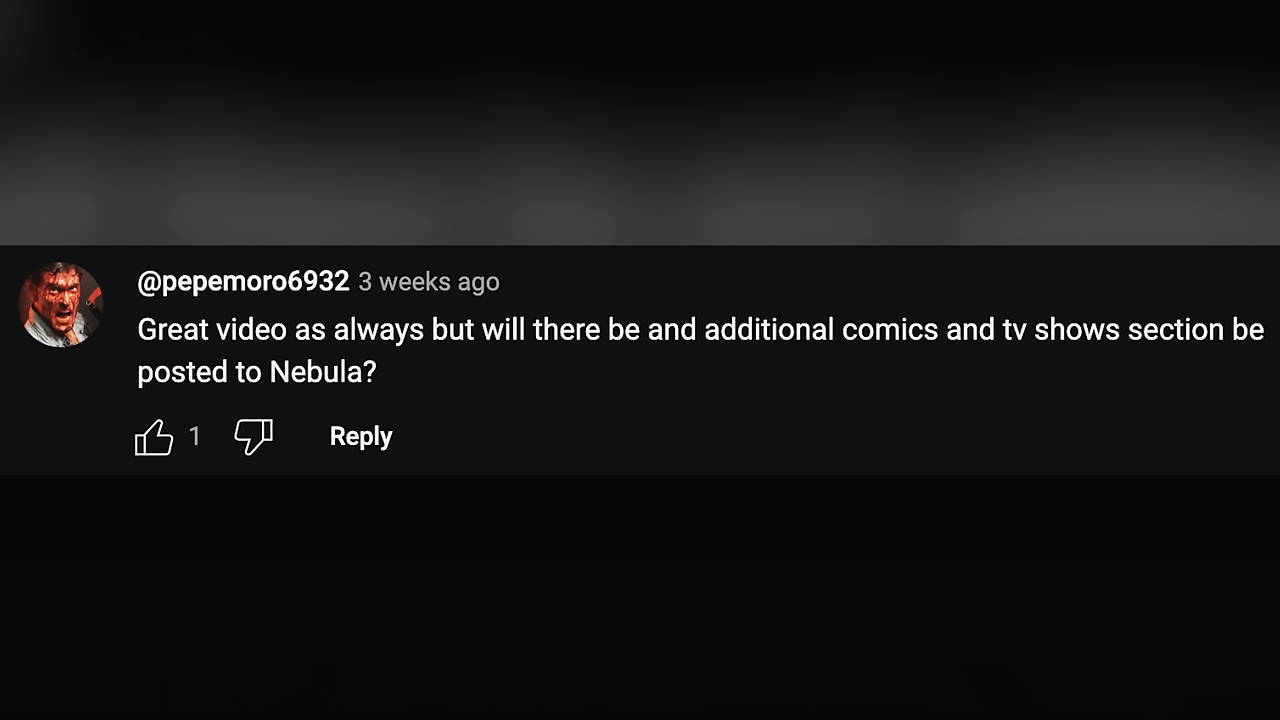 @pepemoro6932 3 weeks ago
Great video as always but will there be and additional comics and tv shows section be
posted to Nebula?
1 Reply